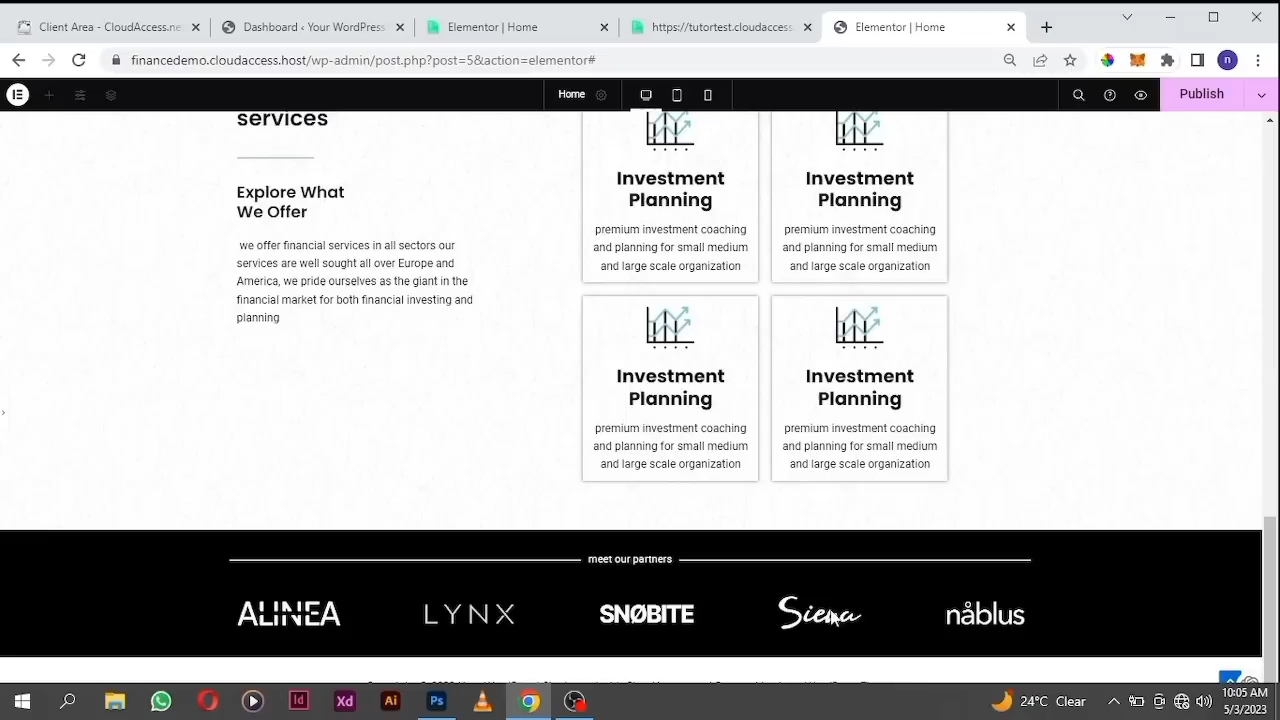 Client Area - CloudAccess.ne
Dashboard ‹ Your WordPress
Elementor | Home
https://tutortest.cloudaccess.
Elementor | Home
financedemo.cloudaccess.host/wp-admin/post.php?post=5&action=elementor#
n
Home
Publish
services
Explore What
We Offer
we offer financial services in all sectors our
services are well sought all over Europe and
America, we pride ourselves as the giant in the
financial market for both financial investing and
planning
Investment
Planning
premium investment coaching
and planning for small medium
and large scale organization
Investment
Planning
premium investment coaching
and planning for small medium
and large scale organization
Investment
Planning
premium investment coaching
and planning for small medium
and large scale organization
Investment
Planning
premium investment coaching
and planning for small medium
and large scale organization
meet our partners
ALINEA
LYNX
SNØBITE
Siena
nåblus
Id
Xd
Ai
Ps
24°C Clear
10:05 AM
5/3/2023